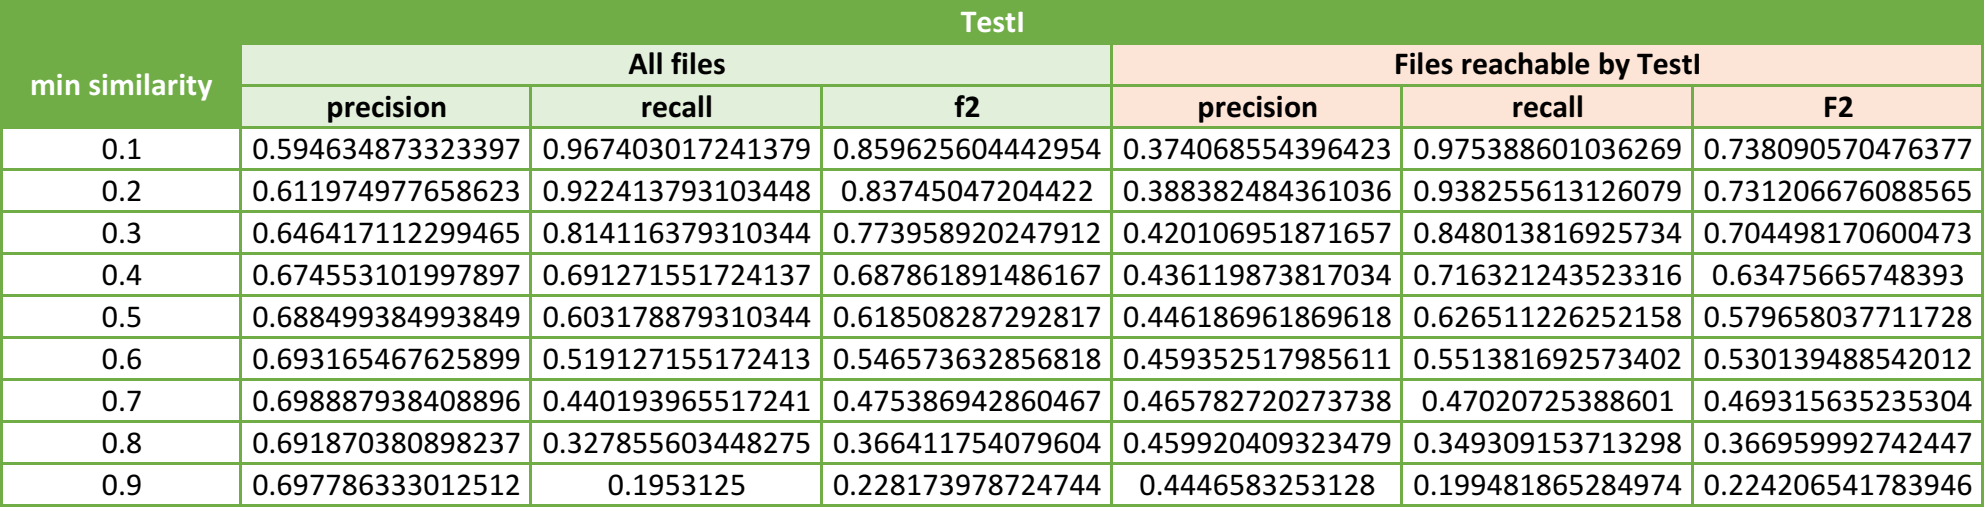 TestI
min similarity All files Files reachable by TestI
precision recall f2 precision recall F2
0.1 0.594634873323397 0.967403017241379 0.859625604442954 0.374068554396423 0.975388601036269 0.738090570476377
0.2 0.611974977658623 0.922413793103448 0.83745047204422 0.388382484361036 0.938255613126079 0.731206676088565
0.3 0.646417112299465 0.814116379310344 0.773958920247912 0.420106951871657 0.848013816925734 0.704498170600473
0.4 0.674553101997897 0.691271551724137 0.687861891486167 0.436119873817034 0.716321243523316 0.63475665748393
0.5 0.688499384993849 0.603178879310344 0.618508287292817 0.446186961869618 0.626511226252158 0.579658037711728
0.6 0.693165467625899 0.519127155172413 0.546573632856818 0.459352517985611 0.551381692573402 0.530139488542012
0.7 0.698887938408896 0.440193965517241 0.475386942860467 0.465782720273738 0.47020725388601 0.469315635235304
0.8 0.691870380898237 0.327855603448275 0.366411754079604 0.459920409323479 0.349309153713298 0.366959992742447
0.9 0.697786333012512 0.1953125 0.228173978724744 0.4446583253128 0.199481865284974 0.224206541783946